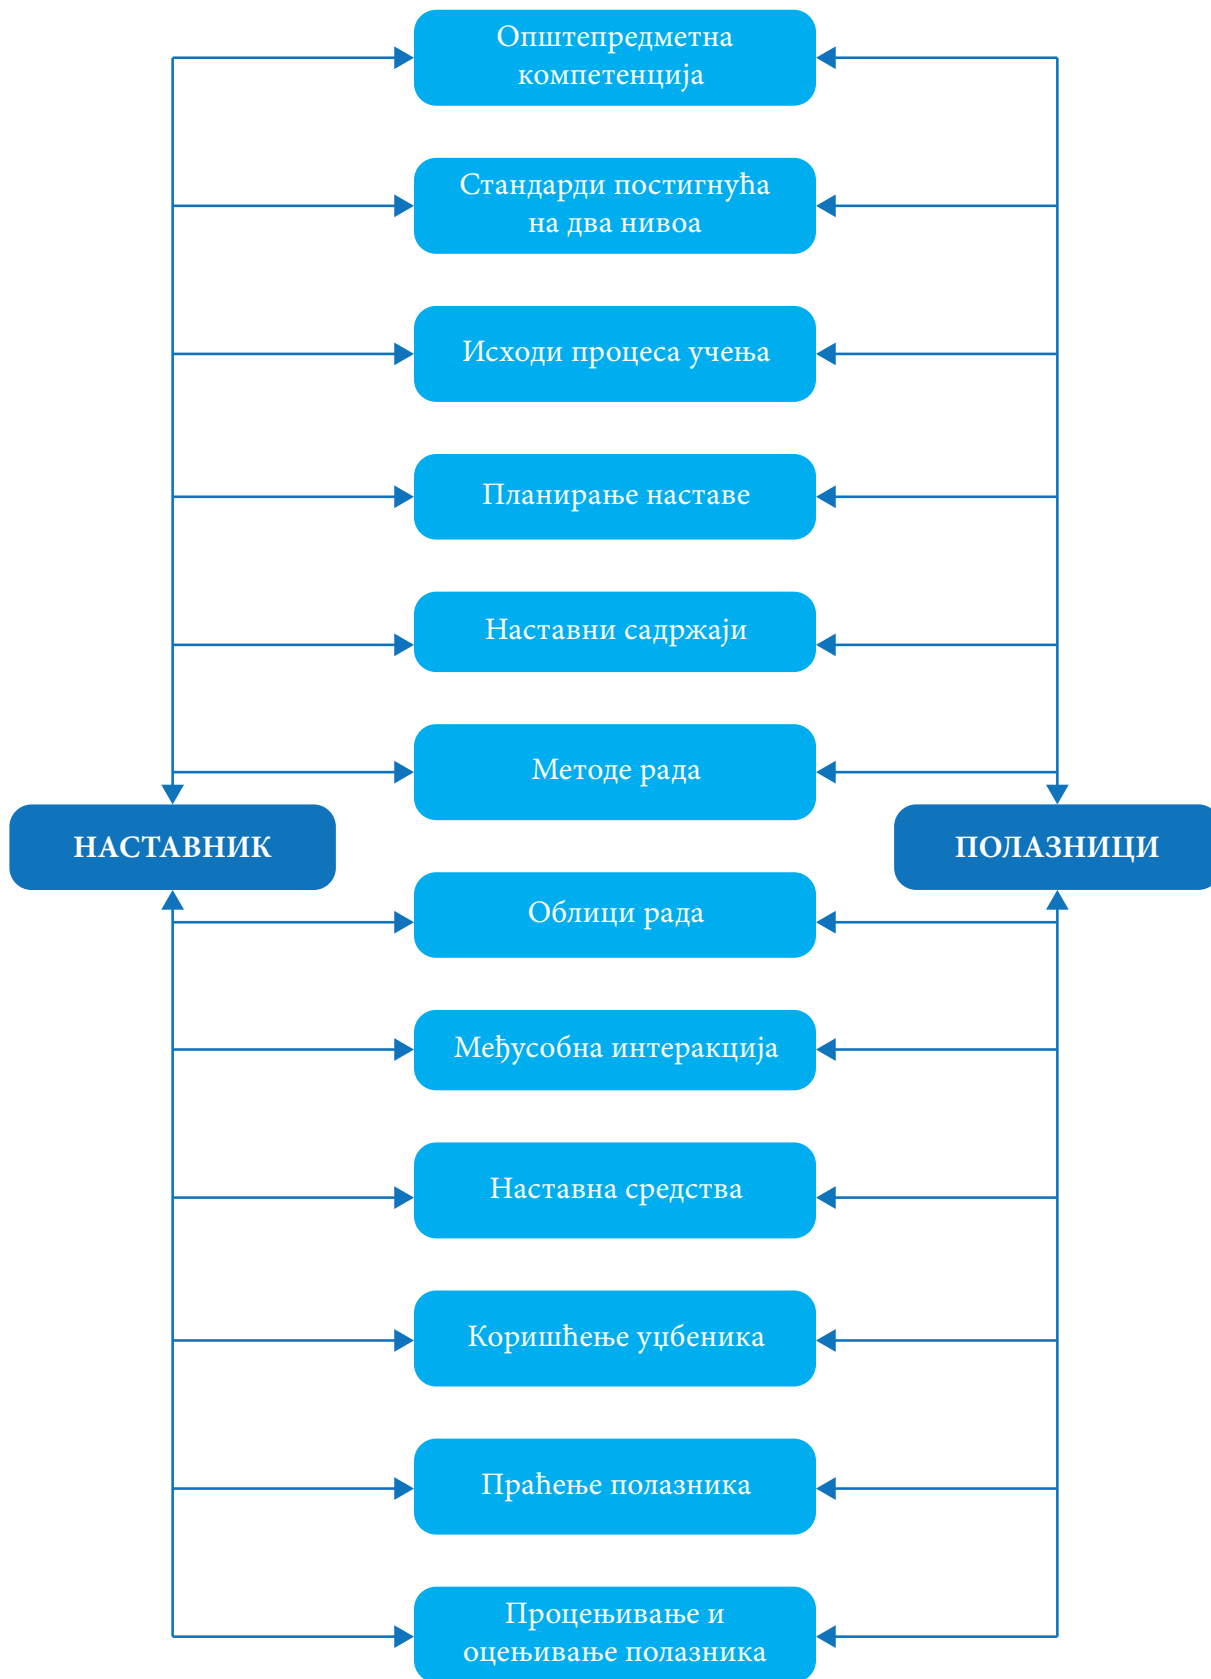 Општепредметна
компетенција
Стандарди постигнућа
на два нивоа
Исходи процеса учења
Планирање наставе
Наставни садржаји
Методе рада
НАСТАВНИК
ПОЛАЗНИЦИ
Облици рада
Међусобна интеракција
Наставна средства
Коришћење уџбеника
Праћење полазника
Процењивање и
оцењивање полазника